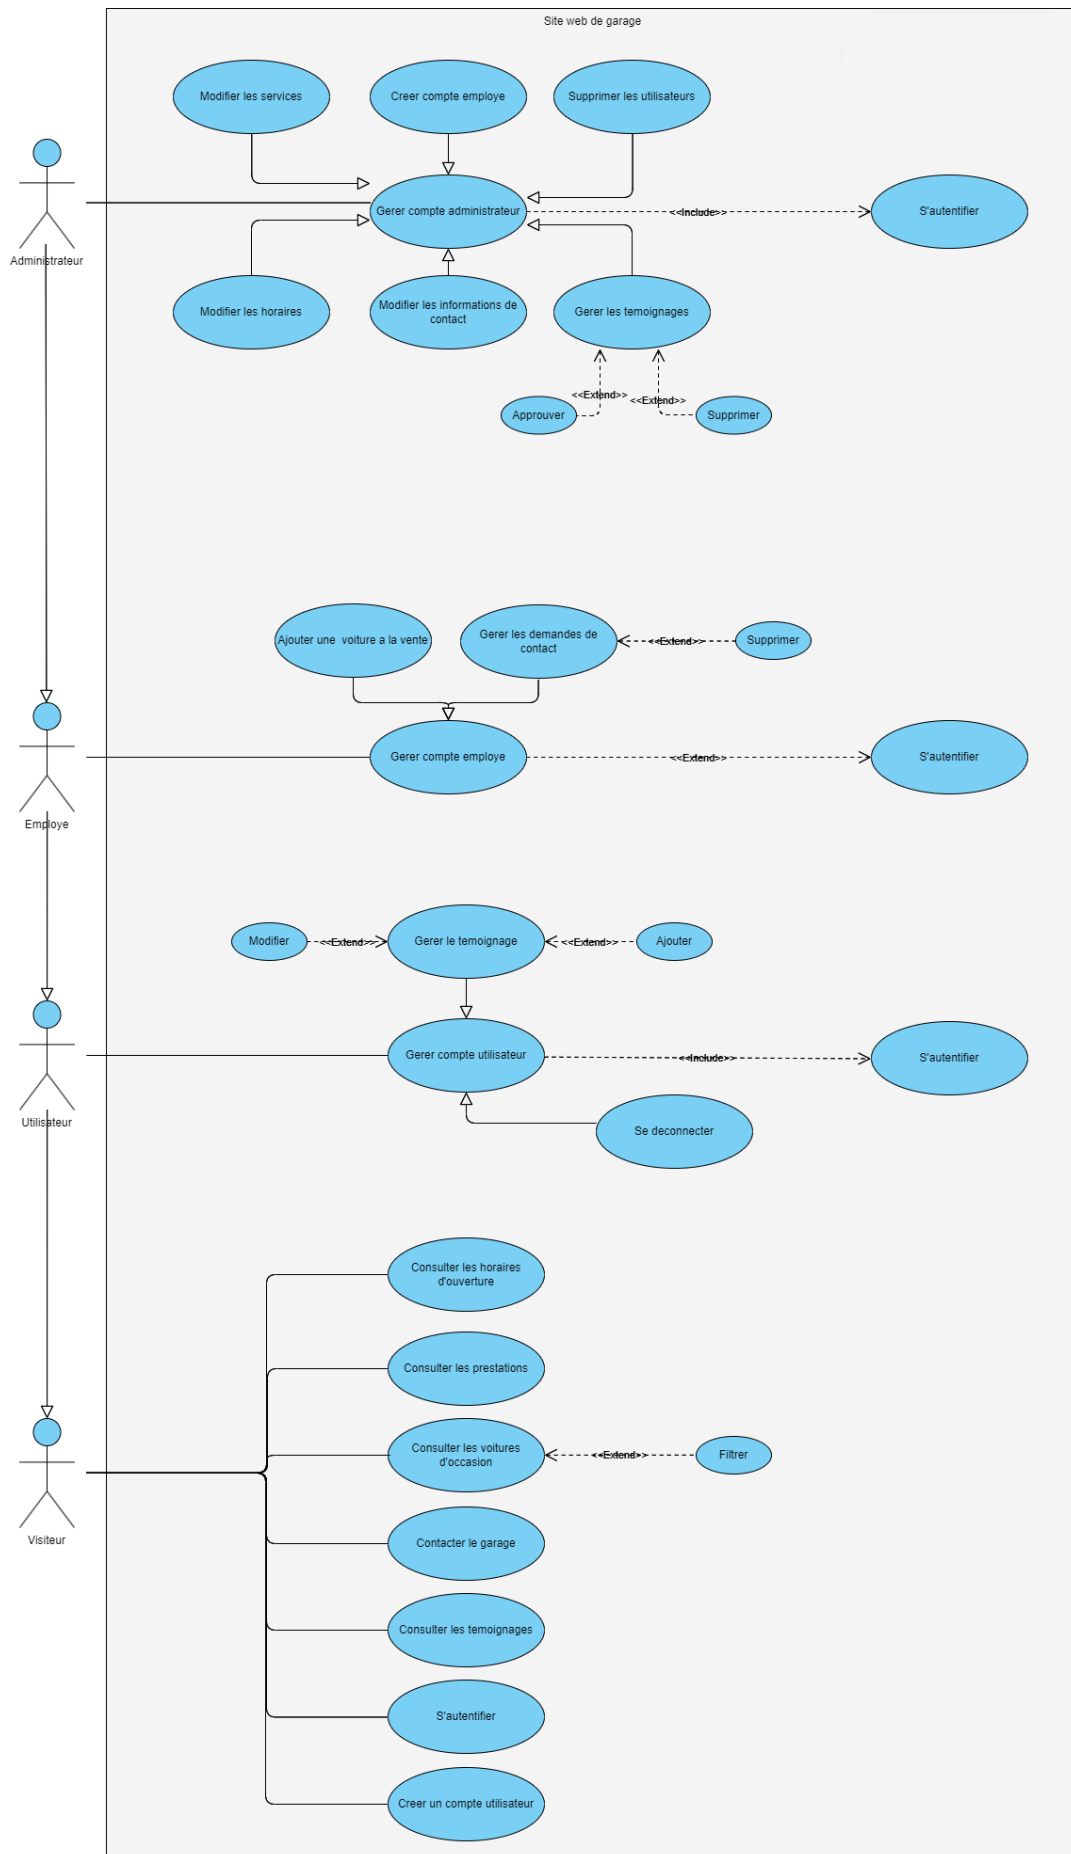 Site web de garage
Modifier les services
Creer compte employe
Supprimer les utilisateurs
Gerer compte administrateur
<<Include>>
S'autentifier
Administrateur
Modifier les horaires
Modifier les informations de
contact
Gerer les temoignages
<<Extend>>
<<Extend>>
Approuver
Supprimer
Ajouter une  voiture a la vente
Gerer les demandes de
contact
<<Extend>>
Supprimer
Gerer compte employe
<<Extend>>
S'autentifier
Employe
Modifier
<<Extend>>
Gerer le temoignage
<<Extend>>
Ajouter
Gerer compte utilisateur
<<Include>>
S'autentifier
Utilisateur
Se deconnecter
Consulter les horaires
d'ouverture
Consulter les prestations
Consulter les voitures
d'occasion
<<Extend>>
Filtrer
Visiteur
Contacter le garage
Consulter les temoignages
S'autentifier
Creer un compte utilisateur